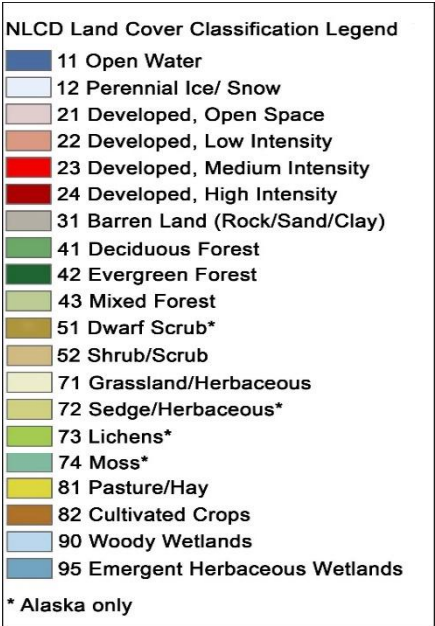 NLCD Land Cover Classification Legend
11 Open Water
12 Perennial Ice/ Snow
21 Developed, Open Space
22 Developed, Low Intensity
23 Developed, Medium Intensity
24 Developed, High Intensity
31 Barren Land (Rock/Sand/Clay)
41 Deciduous Forest
42 Evergreen Forest
43 Mixed Forest
51 Dwarf Scrub*
52 Shrub/Scrub
71 Grassland/Herbaceous
72 Sedge/Herbaceous*
73 Lichens*
74 Moss*
81 Pasture/Hay
82 Cultivated Crops
90 Woody Wetlands
95 Emergent Herbaceous Wetlands
* Alaska only